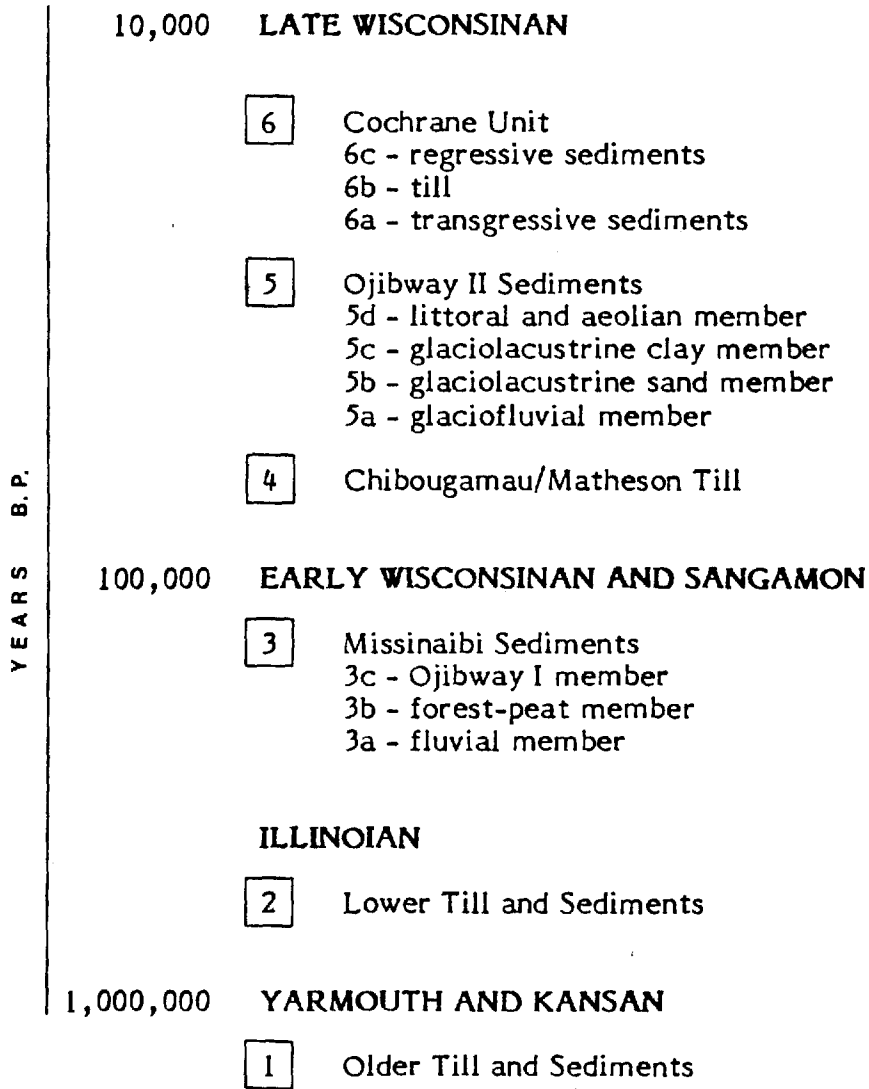 10,000 LATE WISCONSINAN
6 Cochrane Unit
6c - regressive sediments
6b - till
6a - transgressive sediments
5 Ojibway II Sediments
5d - littoral and aeolian member
5c - glaciolacustrine clay member
5b - glaciolacustrine sand member
5a - glaciofluvial member
4 Chibougamau/Matheson Till
YEARS B.P.
100,000 EARLY WISCONSINAN AND SANGAMON
3 Missinaibi Sediments
3c - Ojibway I member
3b - forest-peat member
3a - fluvial member
ILLINOIAN
2 Lower Till and Sediments
1,000,000 YARMOUTH AND KANSAN
1 Older Till and Sediments